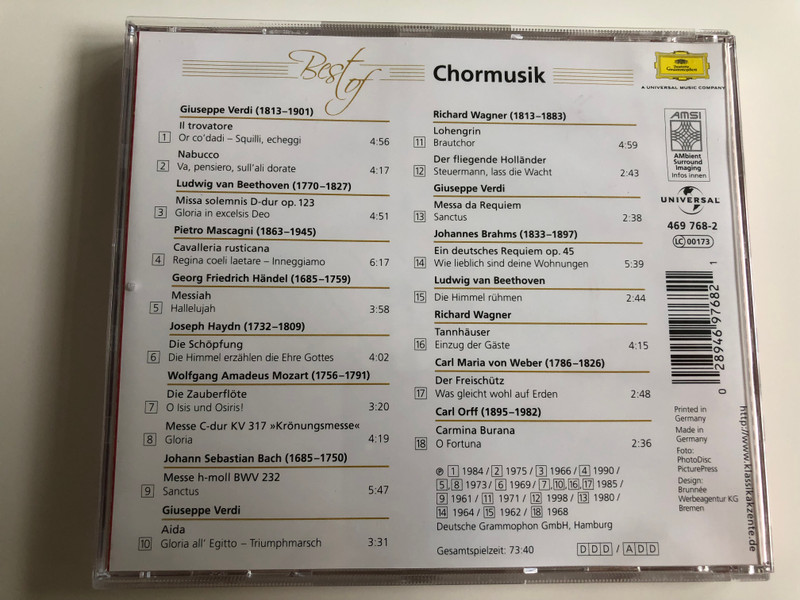 Best of
Chormusik
Deutsche
Grammophon
A UNIVERSAL MUSIC COMPANY
Giuseppe Verdi (1813–1901)
Il trovatore
1 Or co'dadi – Squilli, echeggi 4:56
Nabucco
2 Va, pensiero, sull'ali dorate 4:17
Ludwig van Beethoven (1770–1827)
Missa solemnis D-dur op. 123
3 Gloria in excelsis Deo 4:51
Pietro Mascagni (1863–1945)
Cavalleria rusticana
4 Regina coeli laetare – Inneggiamo 6:17
Georg Friedrich Händel (1685–1759)
Messiah
5 Hallelujah 3:58
Joseph Haydn (1732–1809)
Die Schöpfung
6 Die Himmel erzählen die Ehre Gottes 4:02
Wolfgang Amadeus Mozart (1756–1791)
Die Zauberflöte
7 O Isis und Osiris! 3:20
Messe C-dur KV 317 »Krönungsmesse«
8 Gloria 4:19
Johann Sebastian Bach (1685–1750)
Messe h-moll BWV 232
9 Sanctus 5:47
Giuseppe Verdi
Aida
10 Gloria all' Egitto – Triumphmarsch 3:31
Richard Wagner (1813–1883)
Lohengrin
11 Brautchor 4:59
Der fliegende Holländer
12 Steuermann, lass die Wacht 2:43
Giuseppe Verdi
Messa da Requiem
13 Sanctus 2:38
Johannes Brahms (1833–1897)
Ein deutsches Requiem op. 45
14 Wie lieblich sind deine Wohnungen 5:39
Ludwig van Beethoven
15 Die Himmel rühmen 2:44
Richard Wagner
Tannhäuser
16 Einzug der Gäste 4:15
Carl Maria von Weber (1786–1826)
Der Freischütz
17 Was gleicht wohl auf Erden 2:48
Carl Orff (1895–1982)
Carmina Burana
18 O Fortuna 2:36
℗ 1 1984 / 2 1975 / 3 1966 / 4 1990 /
5, 8 1973 / 6 1969 / 7, 10, 16, 17 1985 /
9 1961 / 11 1971 / 12 1998 / 13 1980 /
14 1964 / 15 1962 / 18 1968
Deutsche Grammophon GmbH, Hamburg
Gesamtspielzeit: 73:40 DDD / ADD
AMSI
AMbient
Surround
Imaging
Infos innen
UNIVERSAL
469 768-2
LC 00173
0 28946 97682 1
Printed in
Germany
Made in
Germany
Foto:
PhotoDisc
PicturePress
Design:
Brunnée
Werbeagentur KG
Bremen
http://www.klassikakzente.de